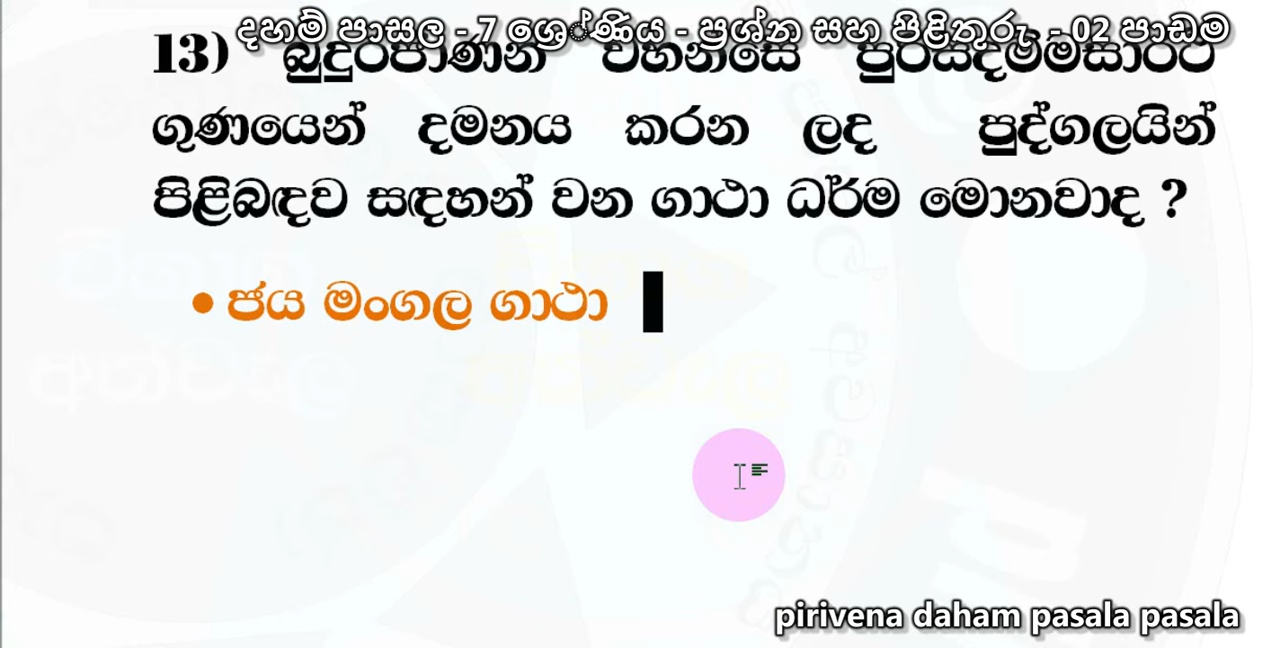 දහම් පාසල - 7 ශ්‍රේණිය - ප්‍රශ්න සහ පිළිතුරු - 02 පාඩම
13) බුදුරජාණන් වහන්සේ පුරිසදම්මසාරථි
ගුණයෙන් දමනය කරන ලද පුද්ගලයින්
පිළිබඳව සඳහන් වන ගාථා ධර්ම මොනවාද ?
• ජය මංගල ගාථා
pirivena daham pasala pasala